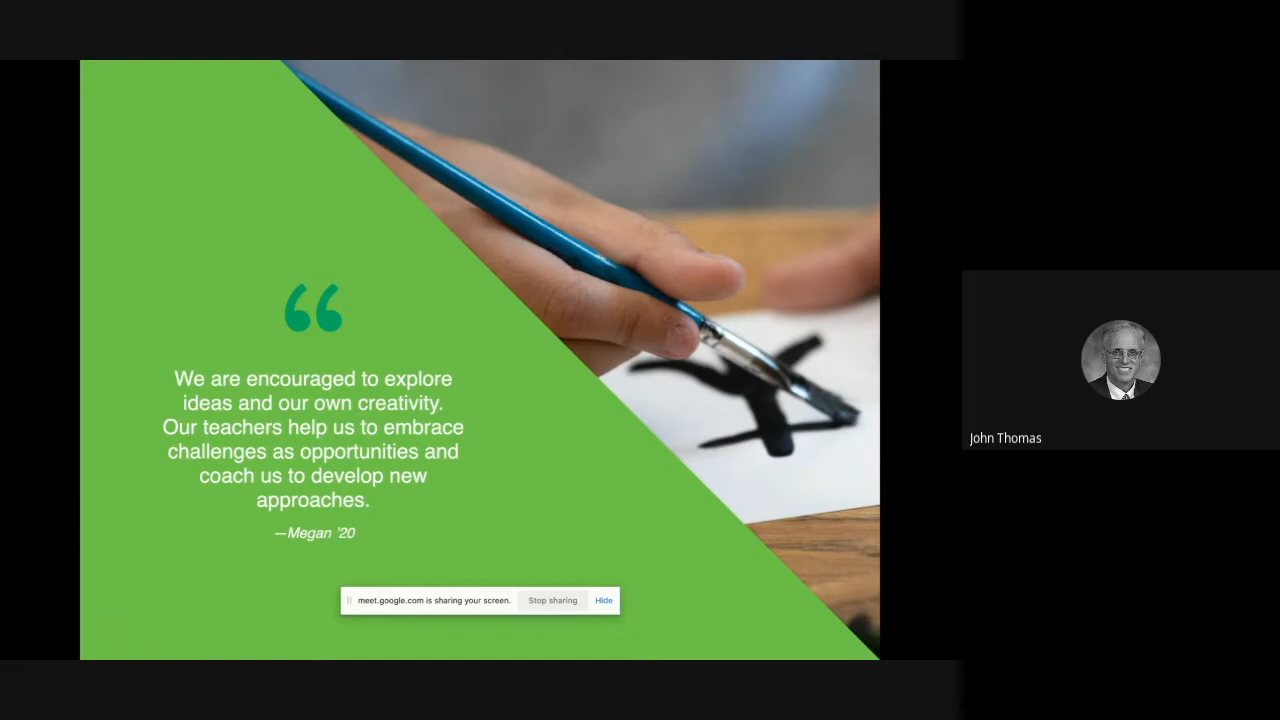 “
We are encouraged to explore
ideas and our own creativity.
Our teachers help us to embrace
challenges as opportunities and
coach us to develop new
approaches.
—Megan ’20
meet.google.com is sharing your screen. Stop sharing Hide
John Thomas